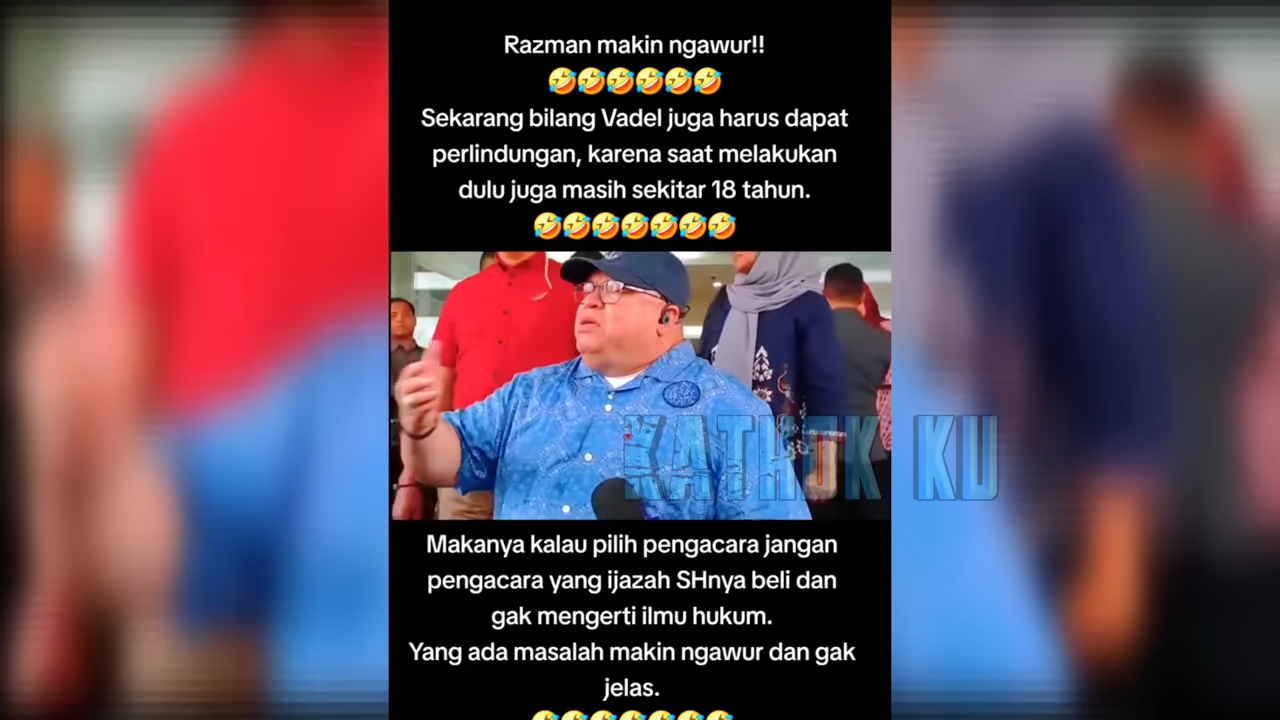 Razman makin ngawur!!
🤣🤣🤣🤣🤣🤣
Sekarang bilang Vadel juga harus dapat
perlindungan, karena saat melakukan
dulu juga masih sekitar 18 tahun.
🤣🤣🤣🤣🤣🤣🤣
KATHOK KU
Makanya kalau pilih pengacara jangan
pengacara yang ijazah SHnya beli dan
gak mengerti ilmu hukum.
Yang ada masalah makin ngawur dan gak
jelas.
🤣🤣🤣🤣🤣🤣🤣